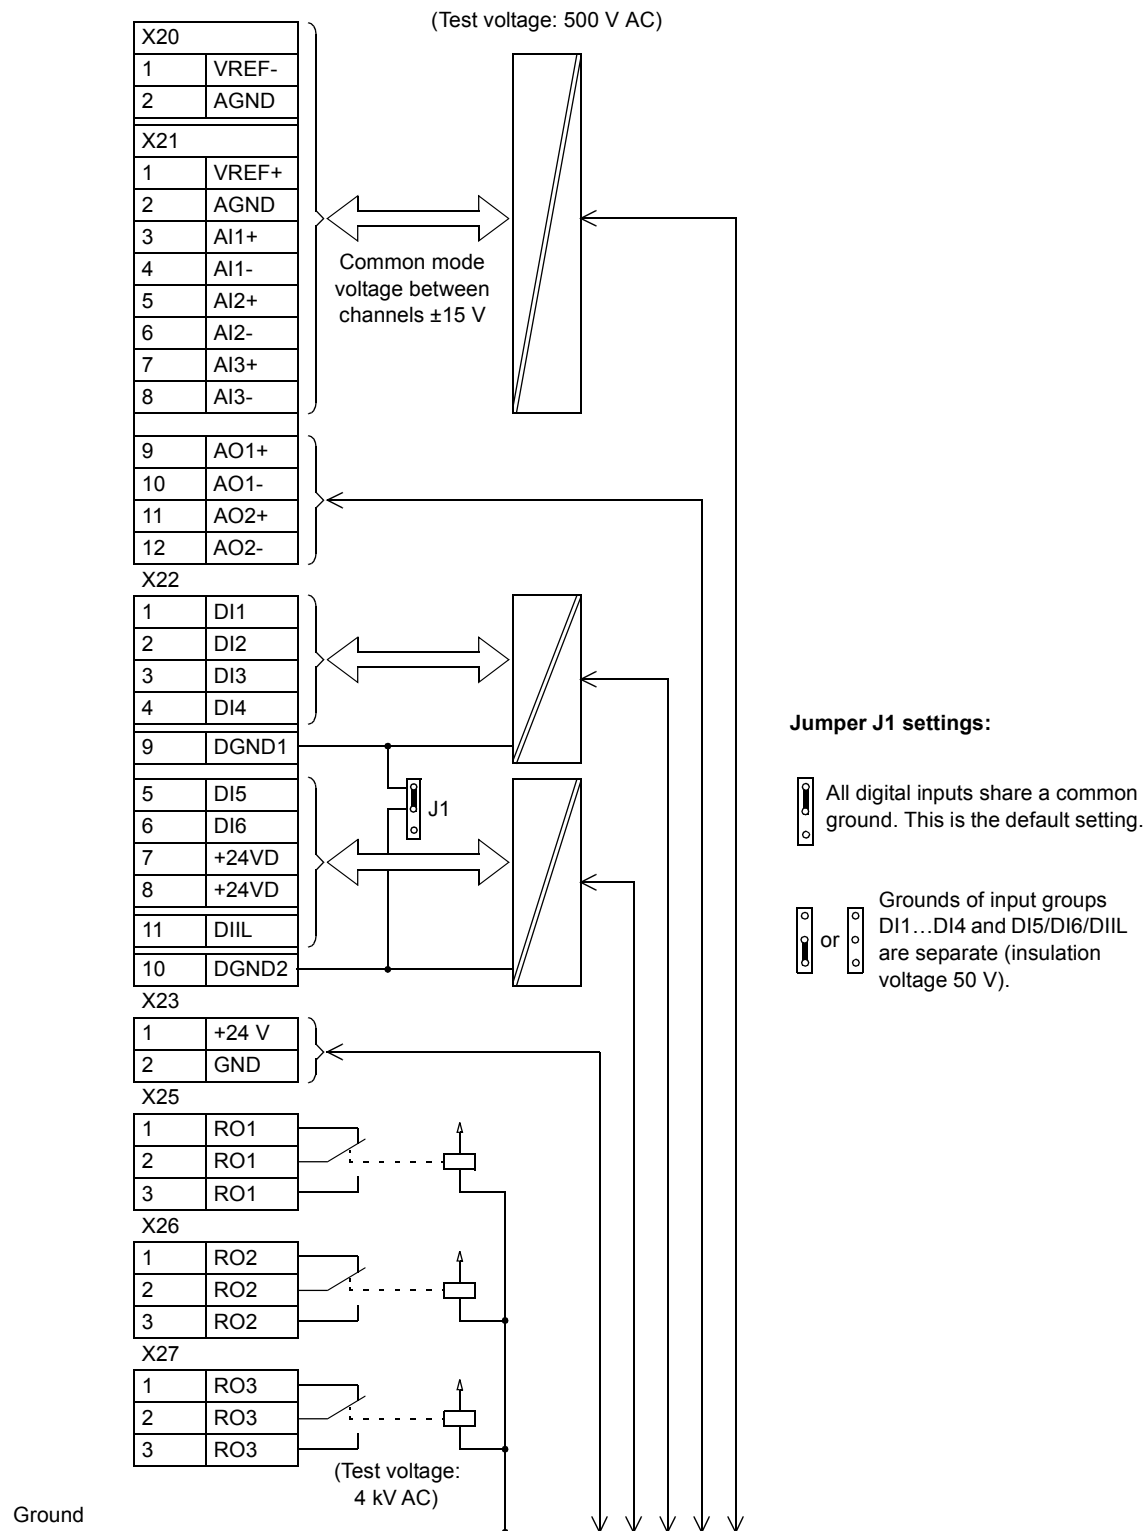 (Test voltage: 500 V AC)
X20
1 VREF-
2 AGND
X21
1 VREF+
2 AGND
3 AI1+
4 AI1-
5 AI2+
6 AI2-
7 AI3+
8 AI3-
Common mode
voltage between
channels ±15 V
9 AO1+
10 AO1-
11 AO2+
12 AO2-
X22
1 DI1
2 DI2
3 DI3
4 DI4
9 DGND1
5 DI5
6 DI6
7 +24VD
8 +24VD
11 DIIL
10 DGND2
J1
Jumper J1 settings:
All digital inputs share a common
ground. This is the default setting.
or
Grounds of input groups
DI1…DI4 and DI5/DI6/DIIL
are separate (insulation
voltage 50 V).
X23
1 +24 V
2 GND
X25
1 RO1
2 RO1
3 RO1
X26
1 RO2
2 RO2
3 RO2
X27
1 RO3
2 RO3
3 RO3
(Test voltage:
4 kV AC)
Ground